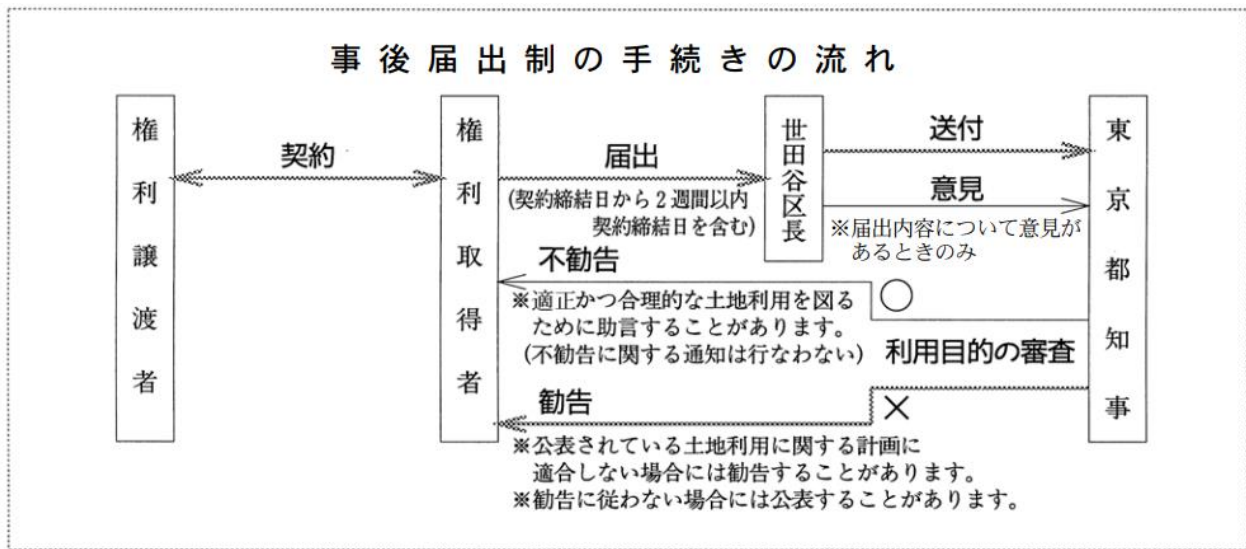 事後届出制の手続きの流れ
権利譲渡者
契約
権利取得者
届出
(契約締結日から2週間以内
契約締結日を含む)
世田谷区長
送付
意見
※届出内容について意見が
あるときのみ
東京都知事
不勧告
○
※適正かつ合理的な土地利用を図る
ために助言することがあります。
(不勧告に関する通知は行なわない)
利用目的の審査
勧告
×
※公表されている土地利用に関する計画に
適合しない場合には勧告することがあります。
※勧告に従わない場合には公表することがあります。